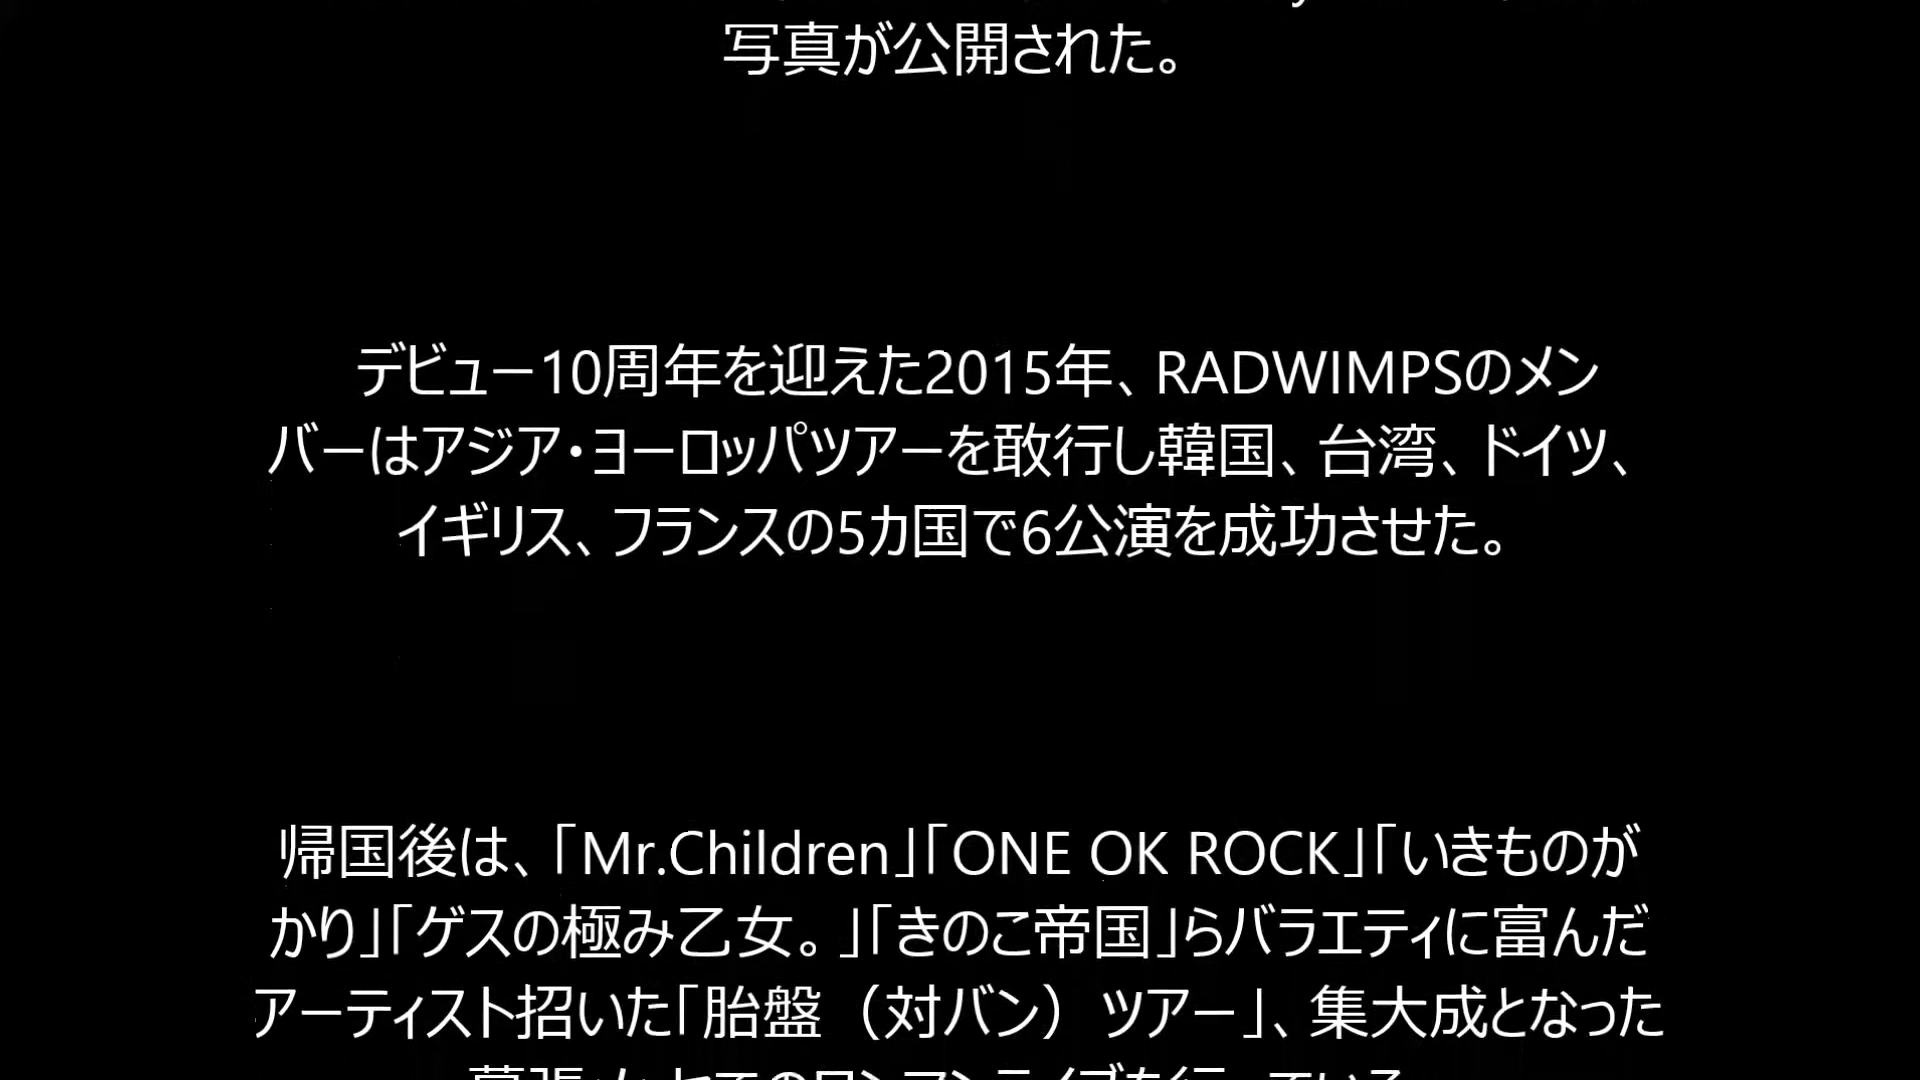 写真が公開された。
デビュー10周年を迎えた2015年、RADWIMPSのメン
バーはアジア・ヨーロッパツアーを敢行し韓国、台湾、ドイツ、
イギリス、フランスの5カ国で6公演を成功させた。
帰国後は、「Mr.Children」「ONE OK ROCK」「いきものが
かり」「ゲスの極み乙女。」「きのこ帝国」らバラエティに富んだ
アーティスト招いた「胎盤（対バン）ツアー」、集大成となった